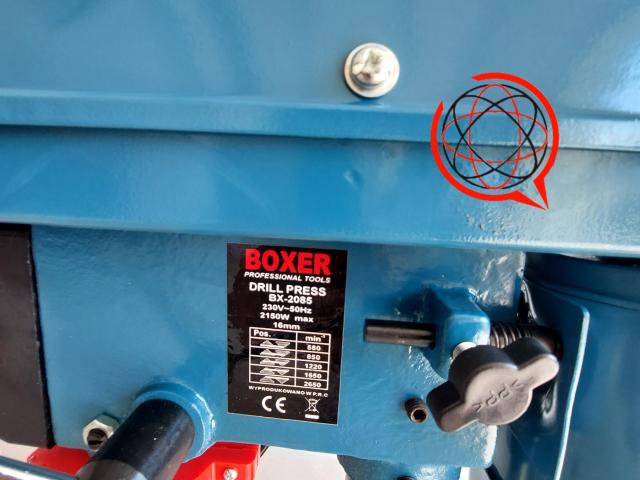 BOXER
PROFESSIONAL TOOLS
DRILL PRESS
BX-2085
230V~50Hz
2150W max
16mm
Pos. min⁻¹
580
850
1220
1650
2650
WYPRODUKOWANO W P.R.C
CE